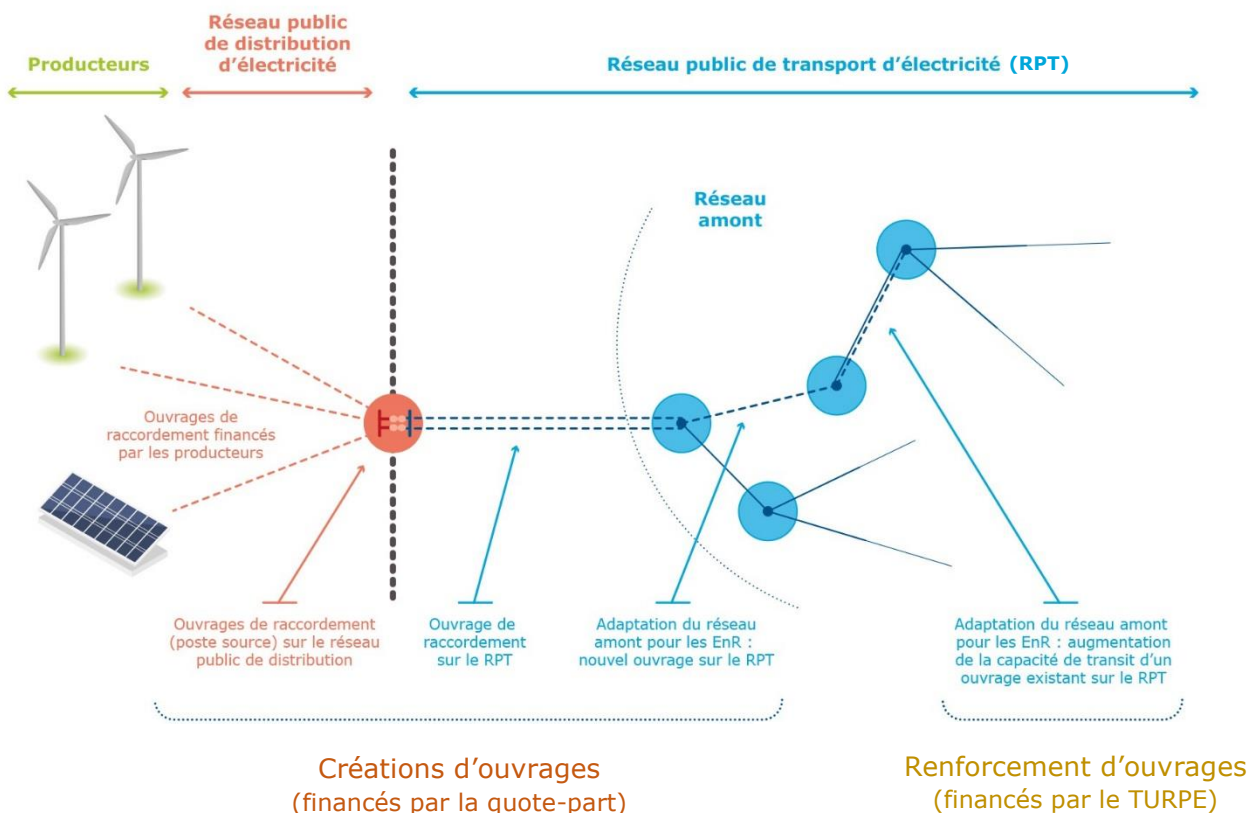 Producteurs
Réseau public
de distribution
d'électricité
Réseau public de transport d'électricité (RPT)
Réseau
amont
Ouvrages de
raccordement financés
par les producteurs
Ouvrages de raccordement
(poste source) sur le réseau
public de distribution
Ouvrage de
raccordement
sur le RPT
Adaptation du réseau
amont pour les EnR :
nouvel ouvrage sur le RPT
Adaptation du réseau amont
pour les EnR : augmentation
de la capacité de transit d'un
ouvrage existant sur le RPT
Créations d'ouvrages
(financés par la quote-part)
Renforcement d'ouvrages
(financés par le TURPE)